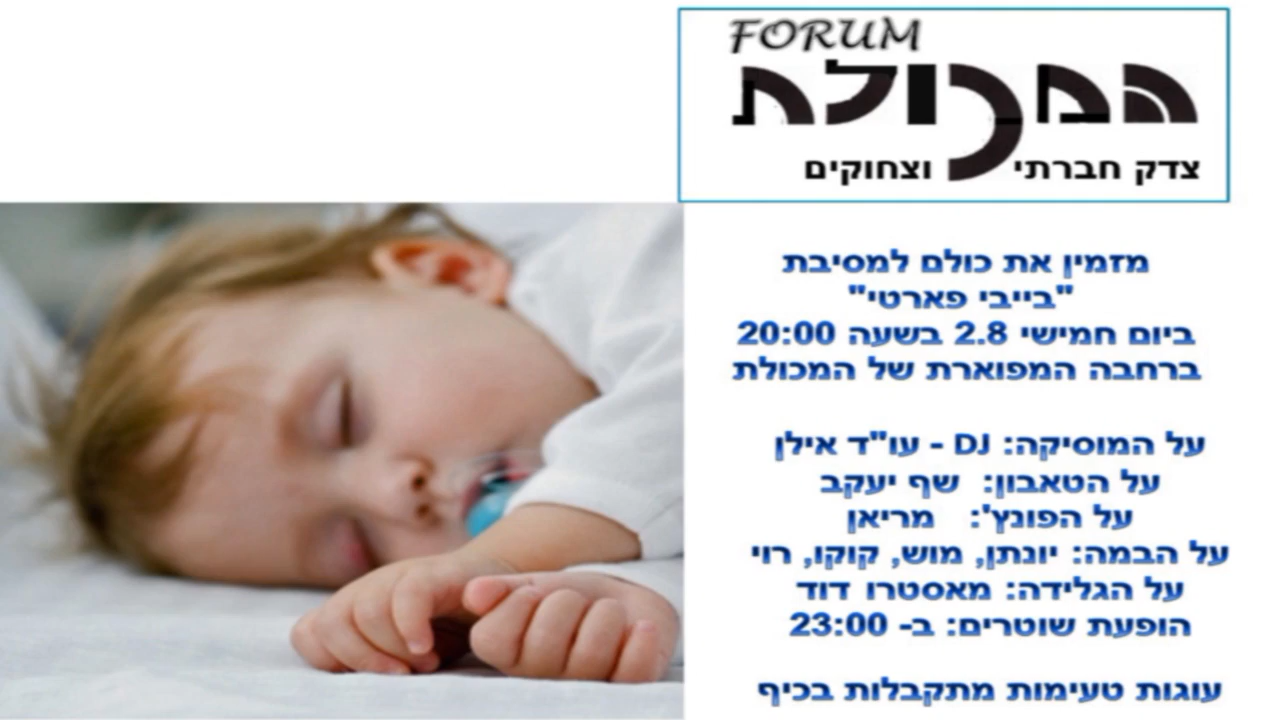 FORUM
המכולת
צדק חברתי וצחוקים
מזמין את כולם למסיבת
"בייבי פארטי"
ביום חמישי 2.8 בשעה 20:00
ברחבה המפוארת של המכולת
על המוסיקה: DJ - עו"ד אילן
על הטאבון: שף יעקב
על הפונץ': מריאן
על הבמה: יונתן, מוש, קוקו, רוי
על הגלידה: מאסטרו דוד
הופעת שוטרים: ב- 23:00
עוגות טעימות מתקבלות בכיף